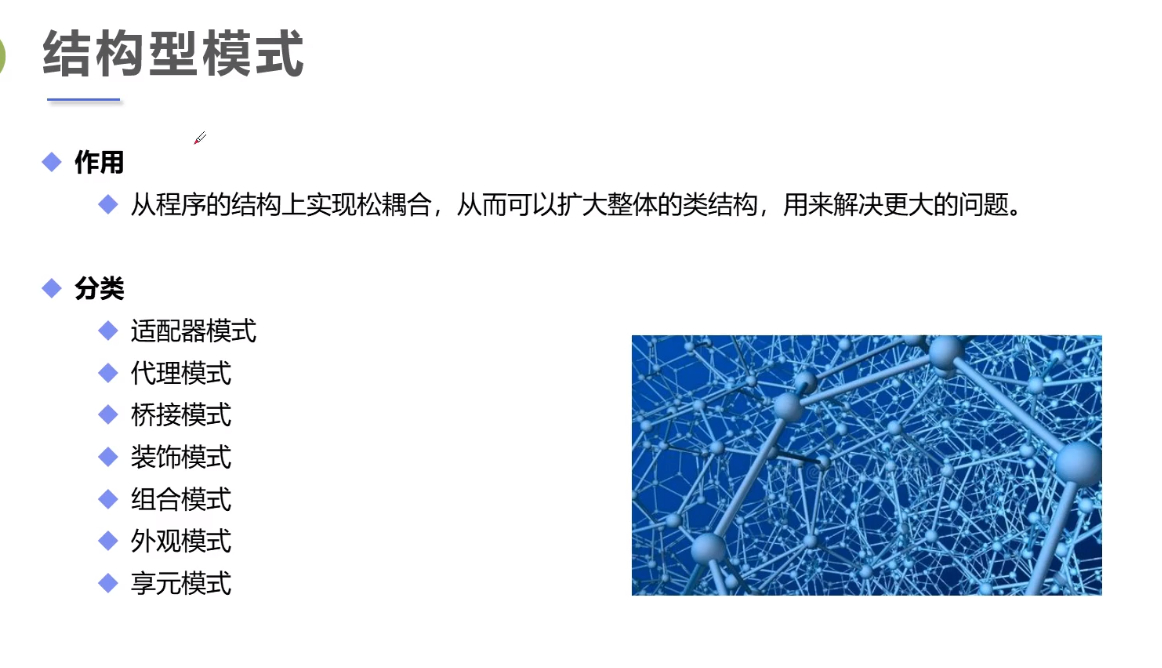 结构型模式
作用
从程序的结构上实现松耦合，从而可以扩大整体的类结构，用来解决更大的问题。
分类
适配器模式
代理模式
桥接模式
装饰模式
组合模式
外观模式
享元模式